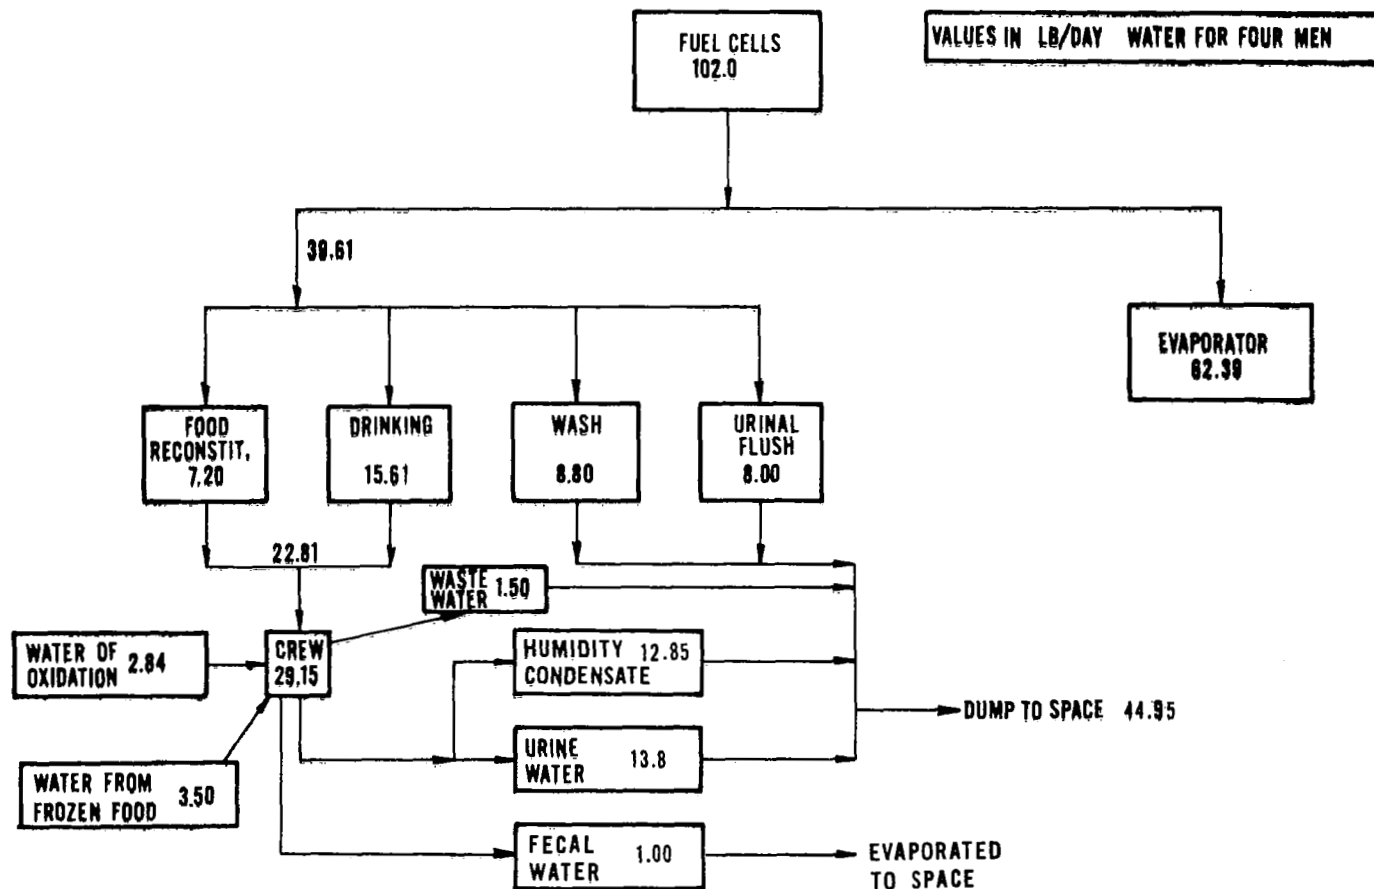 FUEL CELLS
102.0
VALUES IN LB/DAY WATER FOR FOUR MEN
39.61
EVAPORATOR
62.39
FOOD
RECONSTIT.
7.20
DRINKING
15.61
WASH
8.80
URINAL
FLUSH
8.00
22.81
WASTE
WATER 1.50
WATER OF
OXIDATION 2.84
CREW
29,15
HUMIDITY 12.85
CONDENSATE
DUMP TO SPACE 44.95
WATER FROM
FROZEN FOOD 3.50
URINE
WATER 13.8
FECAL
WATER 1.00
EVAPORATED
TO SPACE